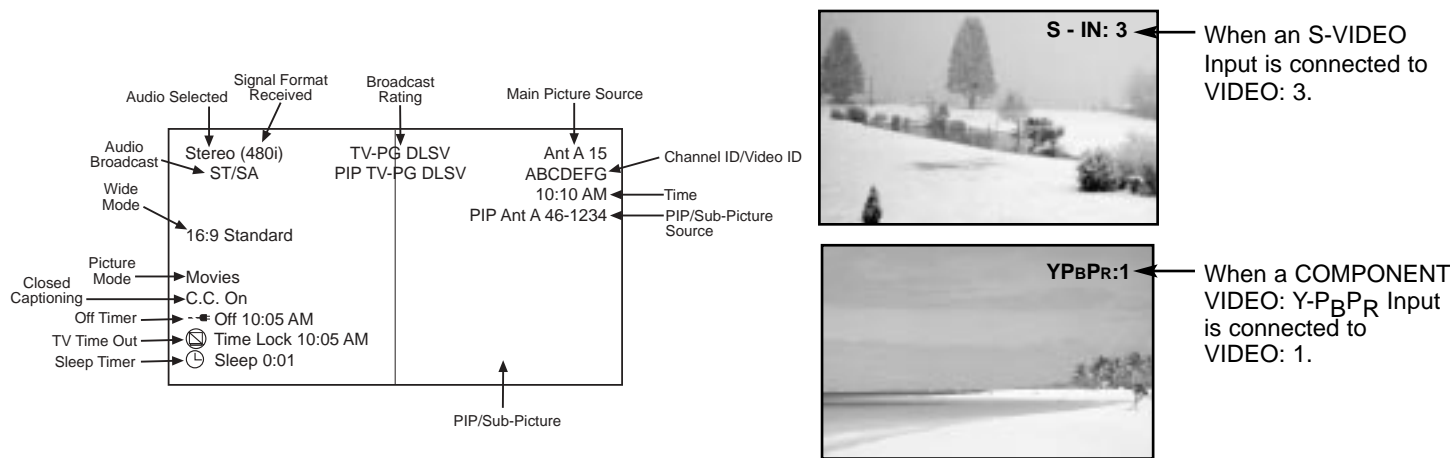 Audio Selected
Signal Format
Received
Broadcast
Rating
Main Picture Source
Audio
Broadcast
Stereo (480i)
ST/SA
TV-PG DLSV
PIP TV-PG DLSV
Ant A 15
ABCDEFG
10:10 AM
PIP Ant A 46-1234
Channel ID/Video ID
Time
PIP/Sub-Picture
Source
Wide
Mode
16:9 Standard
Picture
Mode
Movies
Closed
Captioning
C.C. On
Off Timer
Off 10:05 AM
TV Time Out
Time Lock 10:05 AM
Sleep Timer
Sleep 0:01
PIP/Sub-Picture
S - IN: 3
When an S-VIDEO
Input is connected to
VIDEO: 3.
YPBPR:1
When a COMPONENT
VIDEO: Y-PBPR Input
is connected to
VIDEO: 1.